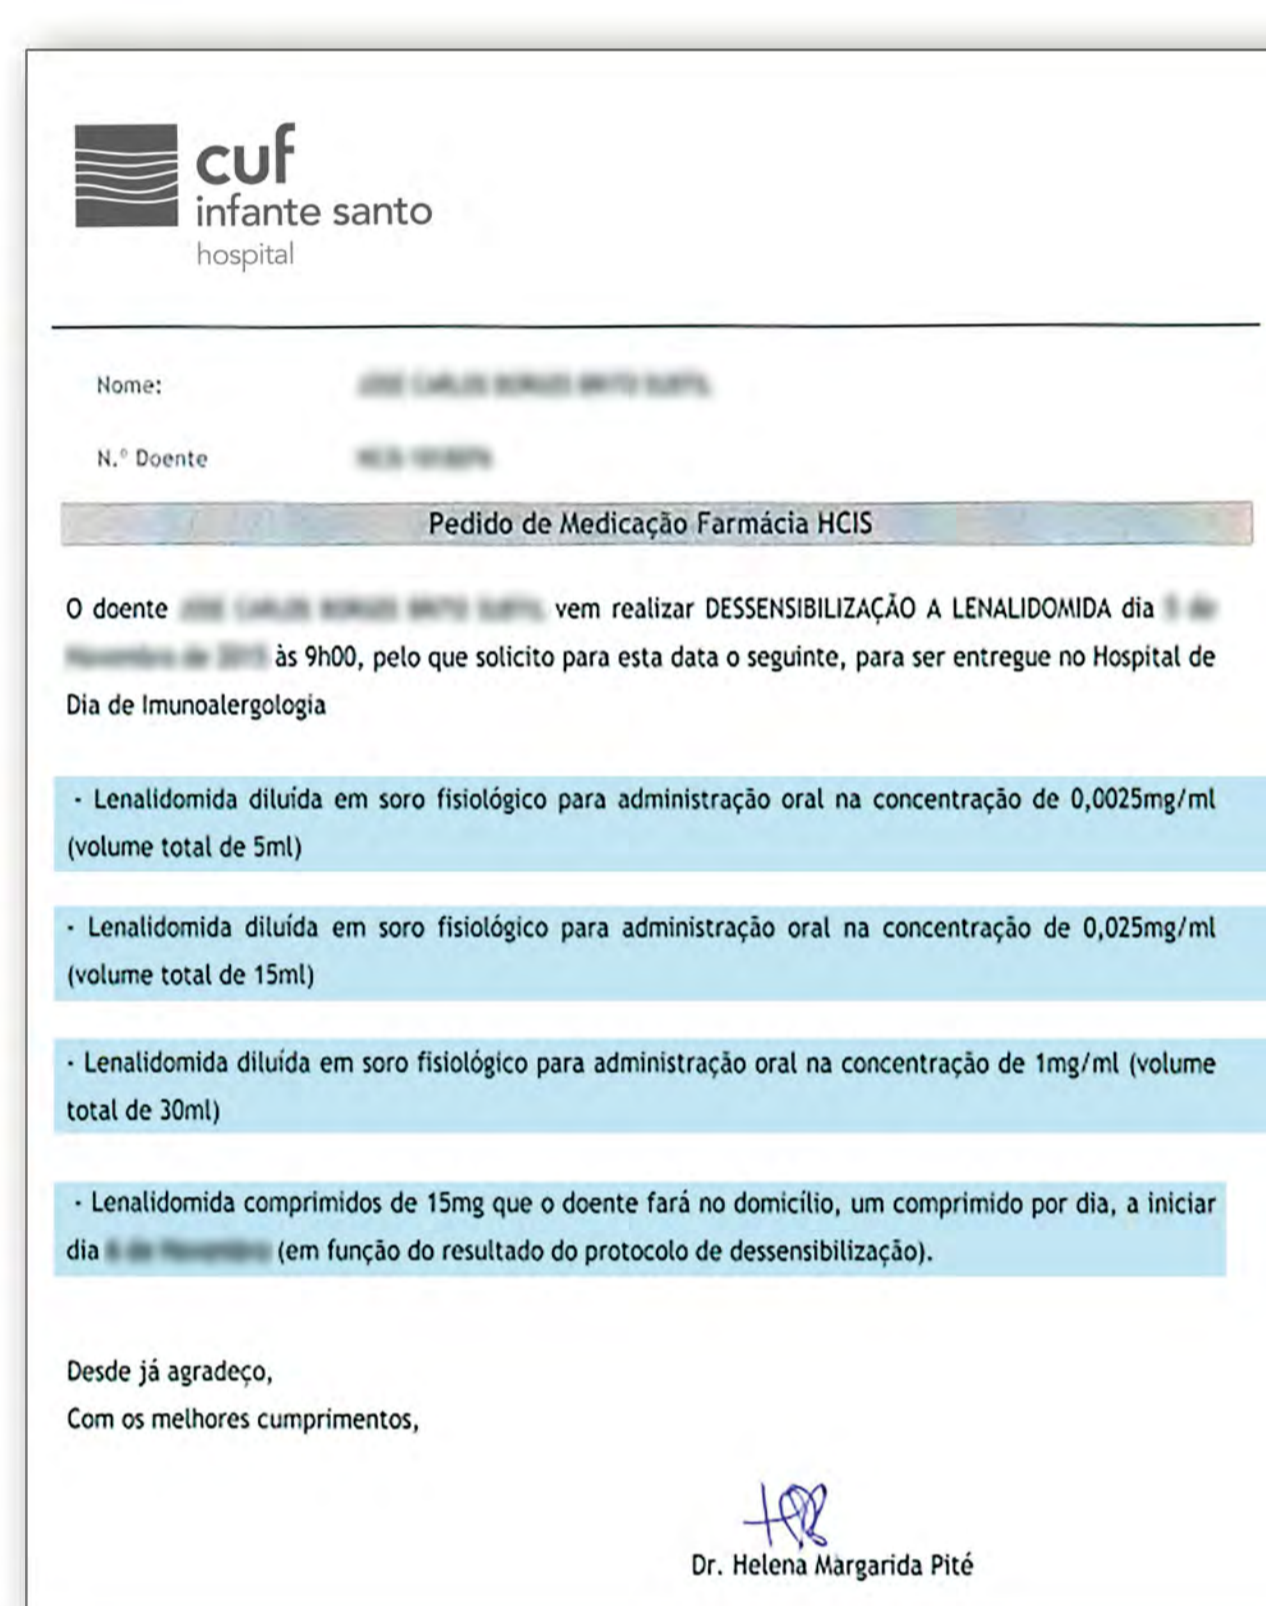 cuf
infante santo
hospital
Nome:
N.º Doente
Pedido de Medicação Farmácia HCIS
O doente vem realizar DESSENSIBILIZAÇÃO A LENALIDOMIDA dia
às 9h00, pelo que solicito para esta data o seguinte, para ser entregue no Hospital de
Dia de Imunoalergologia
- Lenalidomida diluída em soro fisiológico para administração oral na concentração de 0,0025mg/ml
(volume total de 5ml)
- Lenalidomida diluída em soro fisiológico para administração oral na concentração de 0,025mg/ml
(volume total de 15ml)
- Lenalidomida diluída em soro fisiológico para administração oral na concentração de 1mg/ml (volume
total de 30ml)
- Lenalidomida comprimidos de 15mg que o doente fará no domicílio, um comprimido por dia, a iniciar
dia (em função do resultado do protocolo de dessensibilização).
Desde já agradeço,
Com os melhores cumprimentos,
Dr. Helena Margarida Pité